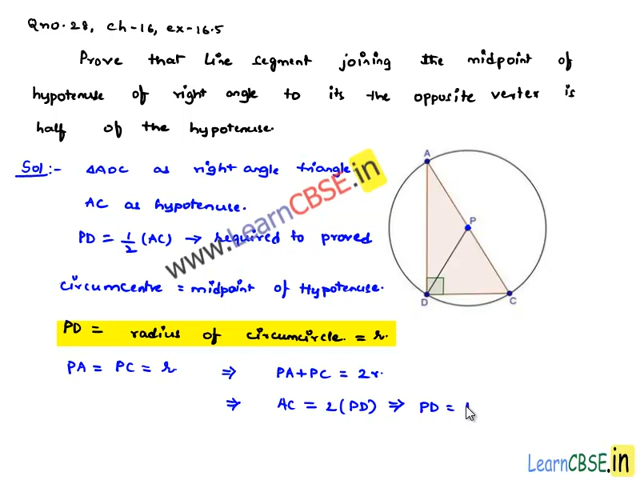 Qno.28, ch-16, ex-16.5
Prove that line segment joining the midpoint of
hypotenuse of right angle to its the opposite verter is
half of the hypotenuse.
Sol:- ΔADC as right angle triangle
AC as hypotenuse.
PD = 1/2 (AC) → required to proved
Circumcentre = midpoint of Hypotenuse.
PD = radius of circumcircle = r.
PA = PC = r ⇒ PA + PC = 2r.
⇒ AC = 2(PD) ⇒ PD =
A
P
D
C
www.LearnCBSE.in
LearnCBSE.in